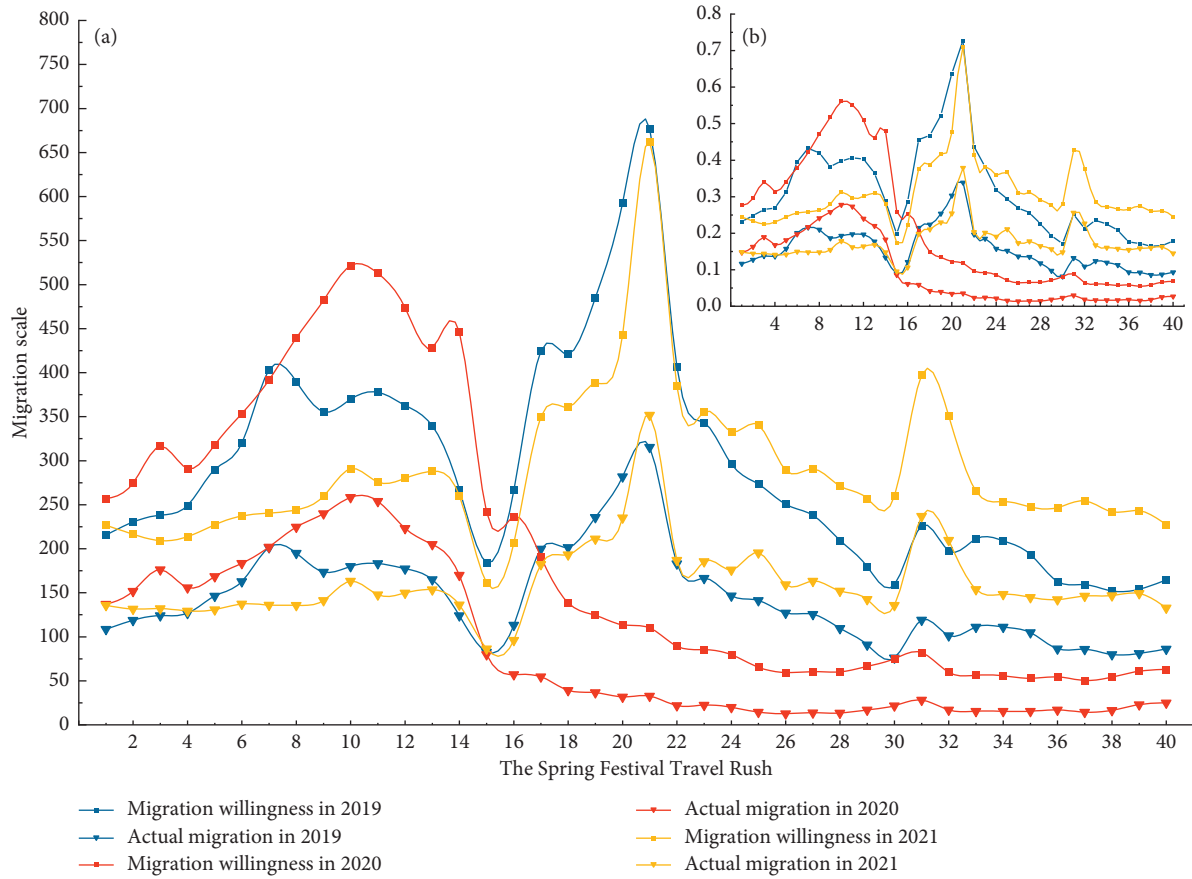 (a)
800
750
700
650
600
550
500
450
400
350
300
250
200
150
100
50
0
Migration scale
2 4 6 8 10 12 14 16 18 20 22 24 26 28 30 32 34 36 38 40
The Spring Festival Travel Rush
(b)
0.8
0.7
0.6
0.5
0.4
0.3
0.2
0.1
0.0
4 8 12 16 20 24 28 32 36 40
Migration willingness in 2019
Actual migration in 2019
Migration willingness in 2020
Actual migration in 2020
Migration willingness in 2021
Actual migration in 2021